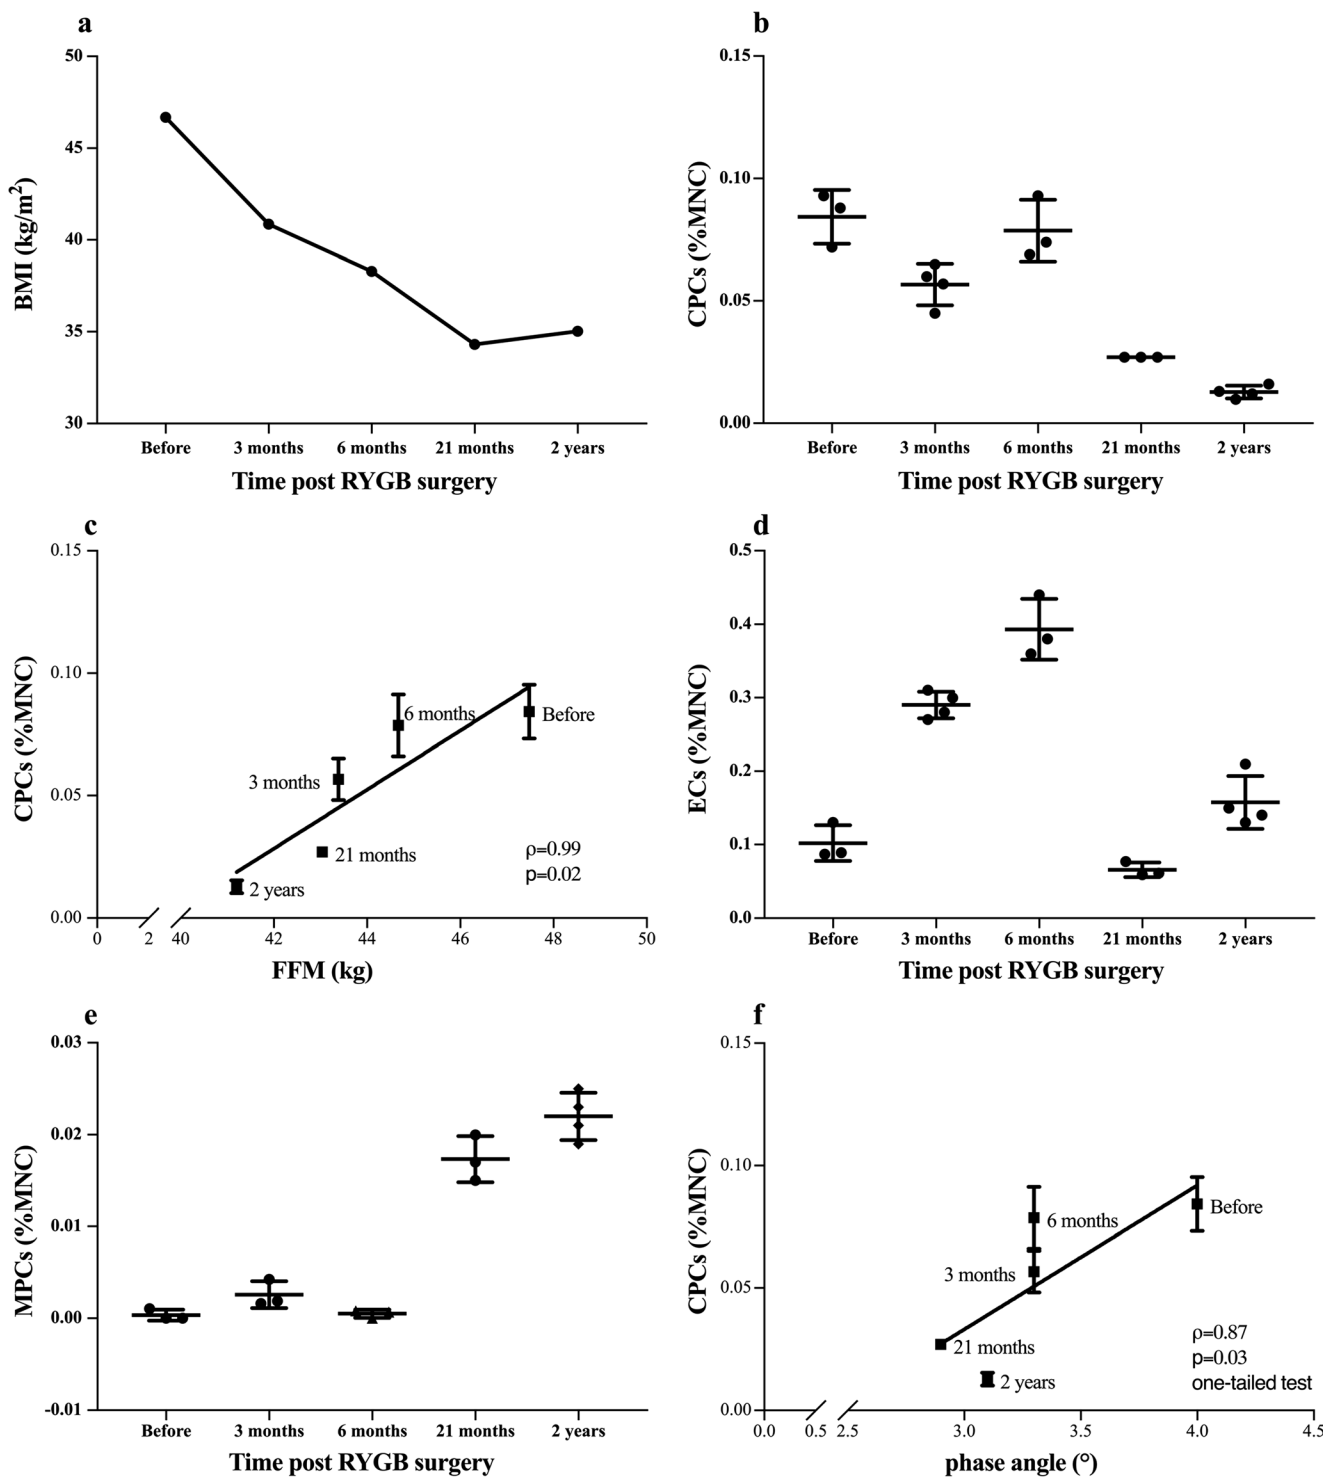 a
50
45
40
35
30
BMI (kg/m²)
Before
3 months
6 months
21 months
2 years
Time post RYGB surgery
b
0.15
0.10
0.05
0.00
CPCs (%MNC)
Before
3 months
6 months
21 months
2 years
Time post RYGB surgery
c
0.15
0.10
0.05
0.00
CPCs (%MNC)
6 months
Before
3 months
21 months
2 years
ρ=0.99
p=0.02
0
2
40
42
44
46
48
50
FFM (kg)
d
0.5
0.4
0.3
0.2
0.1
0.0
ECs (%MNC)
Before
3 months
6 months
21 months
2 years
Time post RYGB surgery
e
0.03
0.02
0.01
0.00
-0.01
MPCs (%MNC)
Before
3 months
6 months
21 months
2 years
Time post RYGB surgery
f
0.15
0.10
0.05
0.00
CPCs (%MNC)
Before
6 months
3 months
21 months
2 years
ρ=0.87
p=0.03
one-tailed test
0.0
0.5
2.5
3.0
3.5
4.0
4.5
phase angle (°)